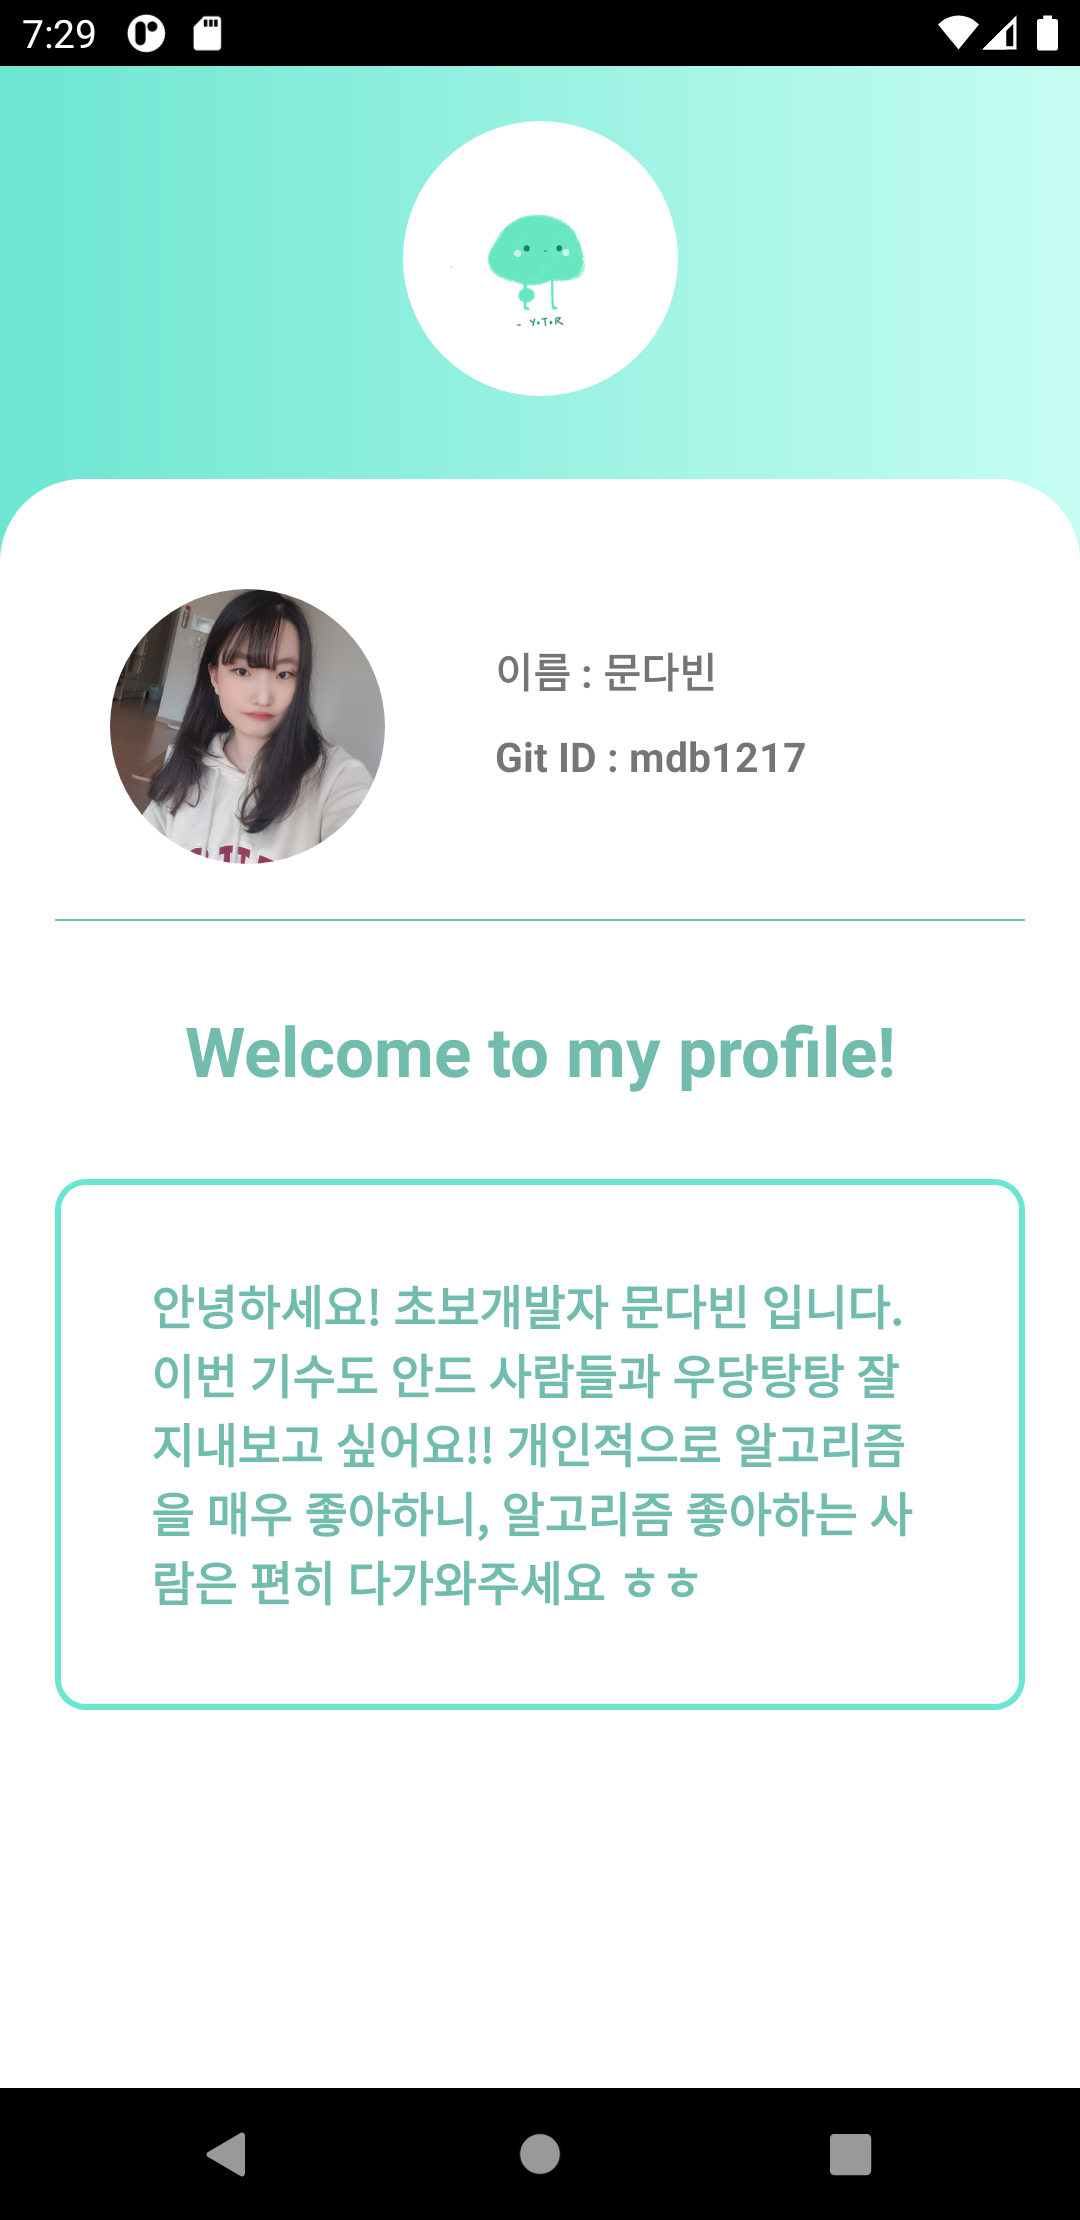 7:29
Y•T•R
이름 : 문다빈
Git ID : mdb1217
Welcome to my profile!
안녕하세요! 초보개발자 문다빈 입니다.
이번 기수도 안드 사람들과 우당탕탕 잘
지내보고 싶어요!! 개인적으로 알고리즘
을 매우 좋아하니, 알고리즘 좋아하는 사
람은 편히 다가와주세요 ㅎㅎ